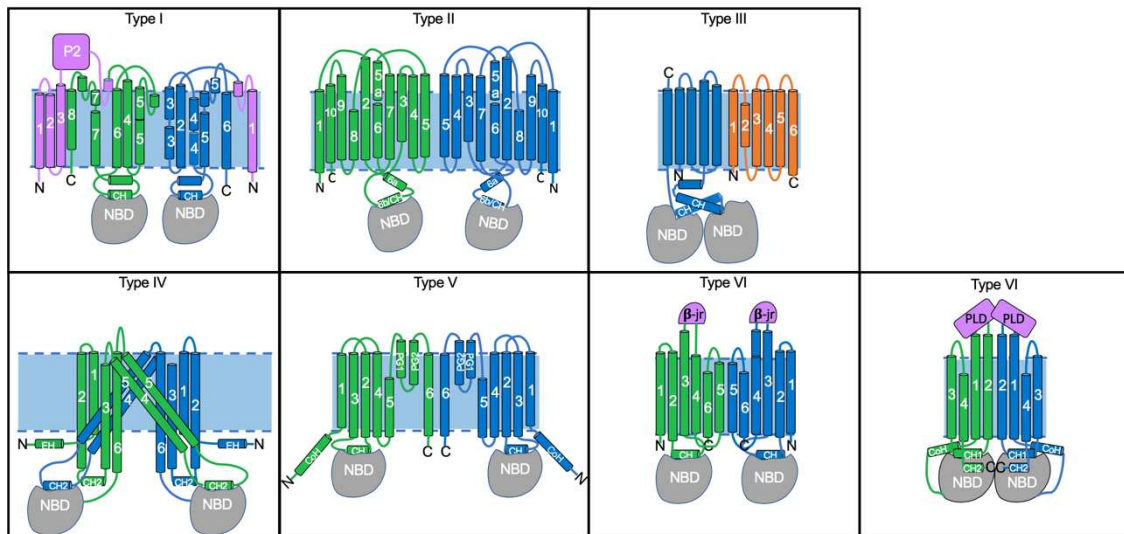 Type I
P2
1 2 3 8 7 7 6 4 5 5 3 3 2 4 4 5 5 6 1
N C C N
CH CH
NBD NBD
Type II
1 10 9 8 2 5a 6 7 3 4 5 5 4 3 7 5a 6 2 8 9 10 1
N C C N
6a 6a
6b/CH 6b/CH
NBD NBD
Type III
C
1 2 3 4 5 6
N C
CH CH
NBD NBD
Type IV
2 1 3 6 5 4 5 4 6 3 1 2
N EH EH N
CH2 CH2 CH2 CH2
NBD NBD
Type V
1 3 2 4 5 PG1 PG2 6 6 PG2 PG1 5 4 2 3 1
CoH CH CH CoH
N C C N
NBD NBD
Type VI
β-jr β-jr
1 2 3 4 6 5 5 6 4 3 2 1
N C C N
CH CH
NBD NBD
Type VI
PLD PLD
3 4 1 2 2 1 4 3
CoH CH1 CH1 CoH
CH2 CC CH2
NBD NBD